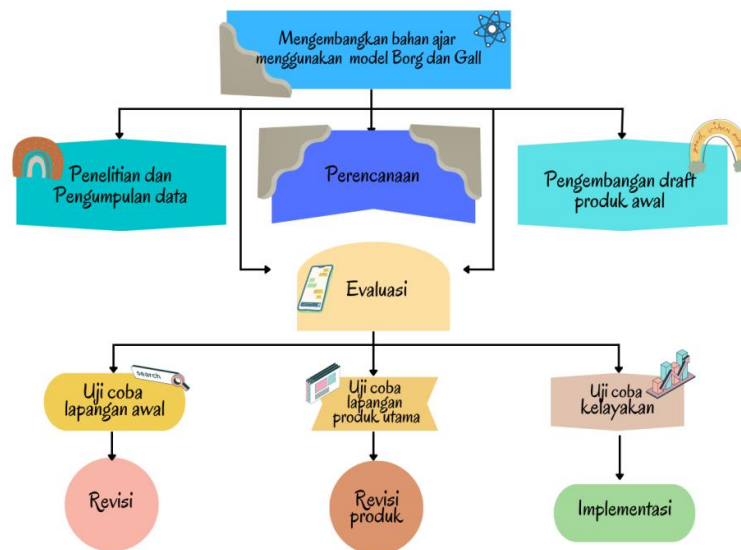 Mengembangkan bahan ajar
menggunakan model Borg dan Gall
Penelitian dan
Pengumpulan data
Perencanaan
Pengembangan draft
produk awal
Evaluasi
search
Uji coba
lapangan awal
Uji coba
lapangan
produk utama
Uji coba
kelayakan
Revisi
Revisi
produk
Implementasi